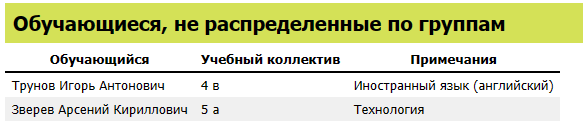 Обучающиеся, не распределенные по группам
Обучающийся Учебный коллектив Примечания
Трунов Игорь Антонович 4 в Иностранный язык (английский)
Зверев Арсений Кириллович 5 а Технология